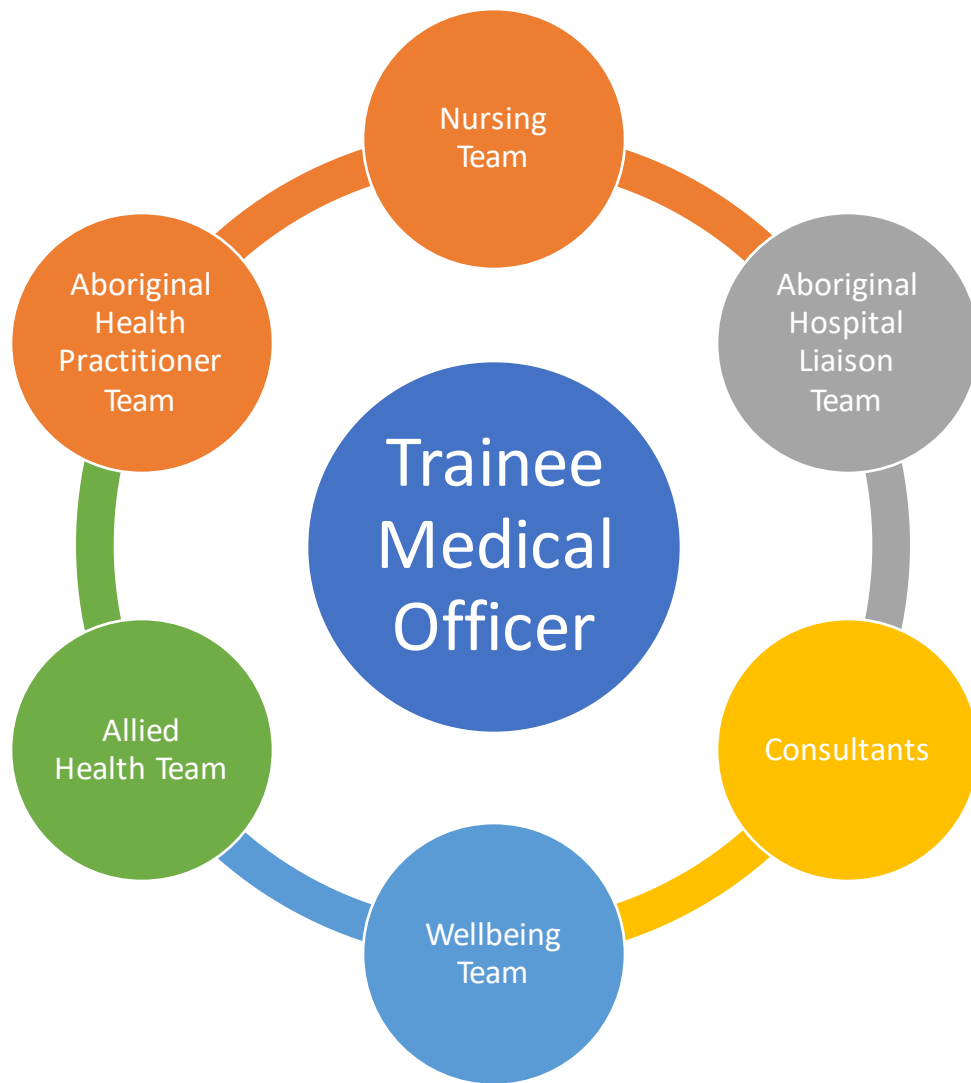 Nursing
Team
Aboriginal
Hospital
Liaison
Team
Consultants
Wellbeing
Team
Allied
Health Team
Aboriginal
Health
Practitioner
Team
Trainee
Medical
Officer